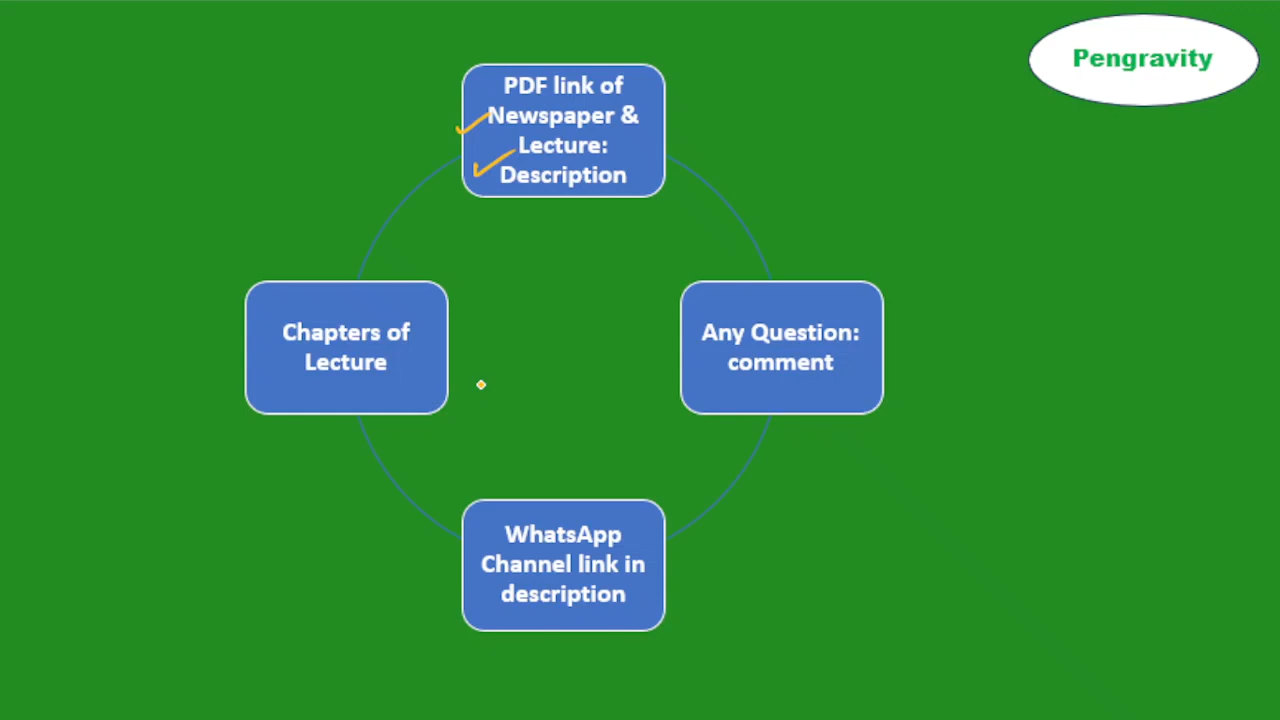 Pengravity
PDF link of
Newspaper &
Lecture:
Description
Chapters of
Lecture
Any Question:
comment
WhatsApp
Channel link in
description